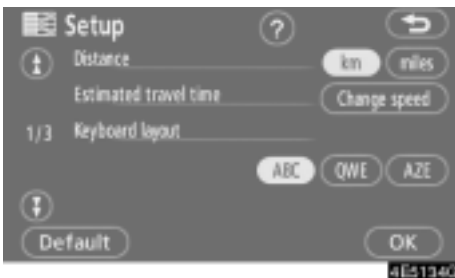 Setup ?
Distance km miles
Estimated travel time Change speed
1/3 Keyboard layout
ABC QWE AZE
Default OK
4E5134G